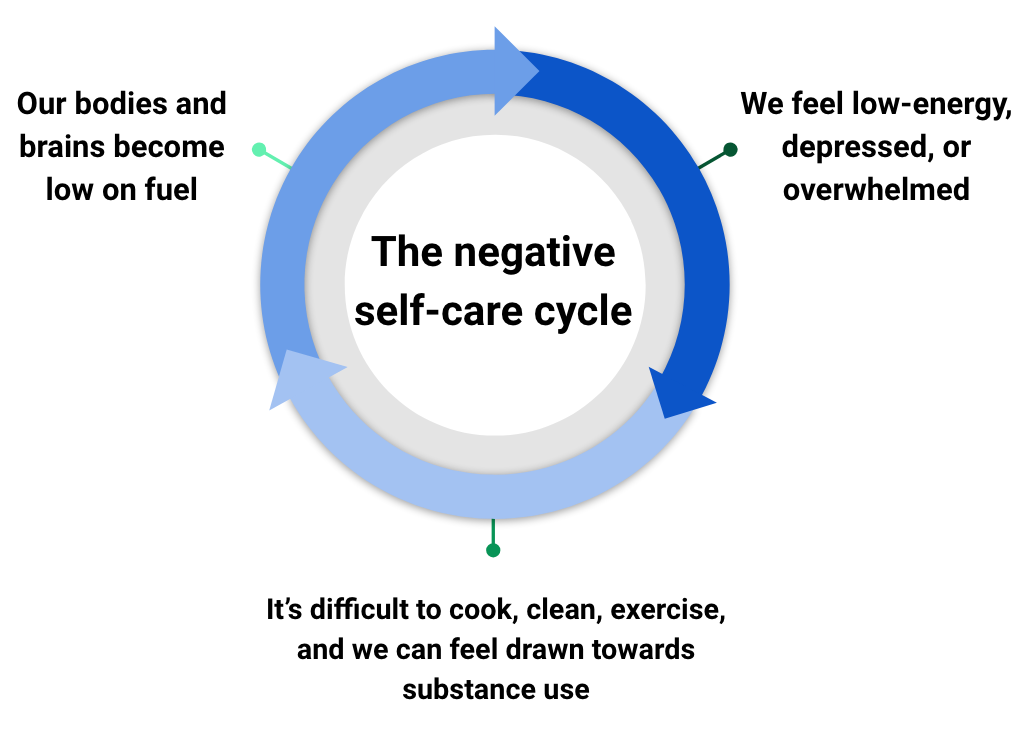 Our bodies and
brains become
low on fuel
We feel low-energy,
depressed, or
overwhelmed
The negative
self-care cycle
It’s difficult to cook, clean, exercise,
and we can feel drawn towards
substance use